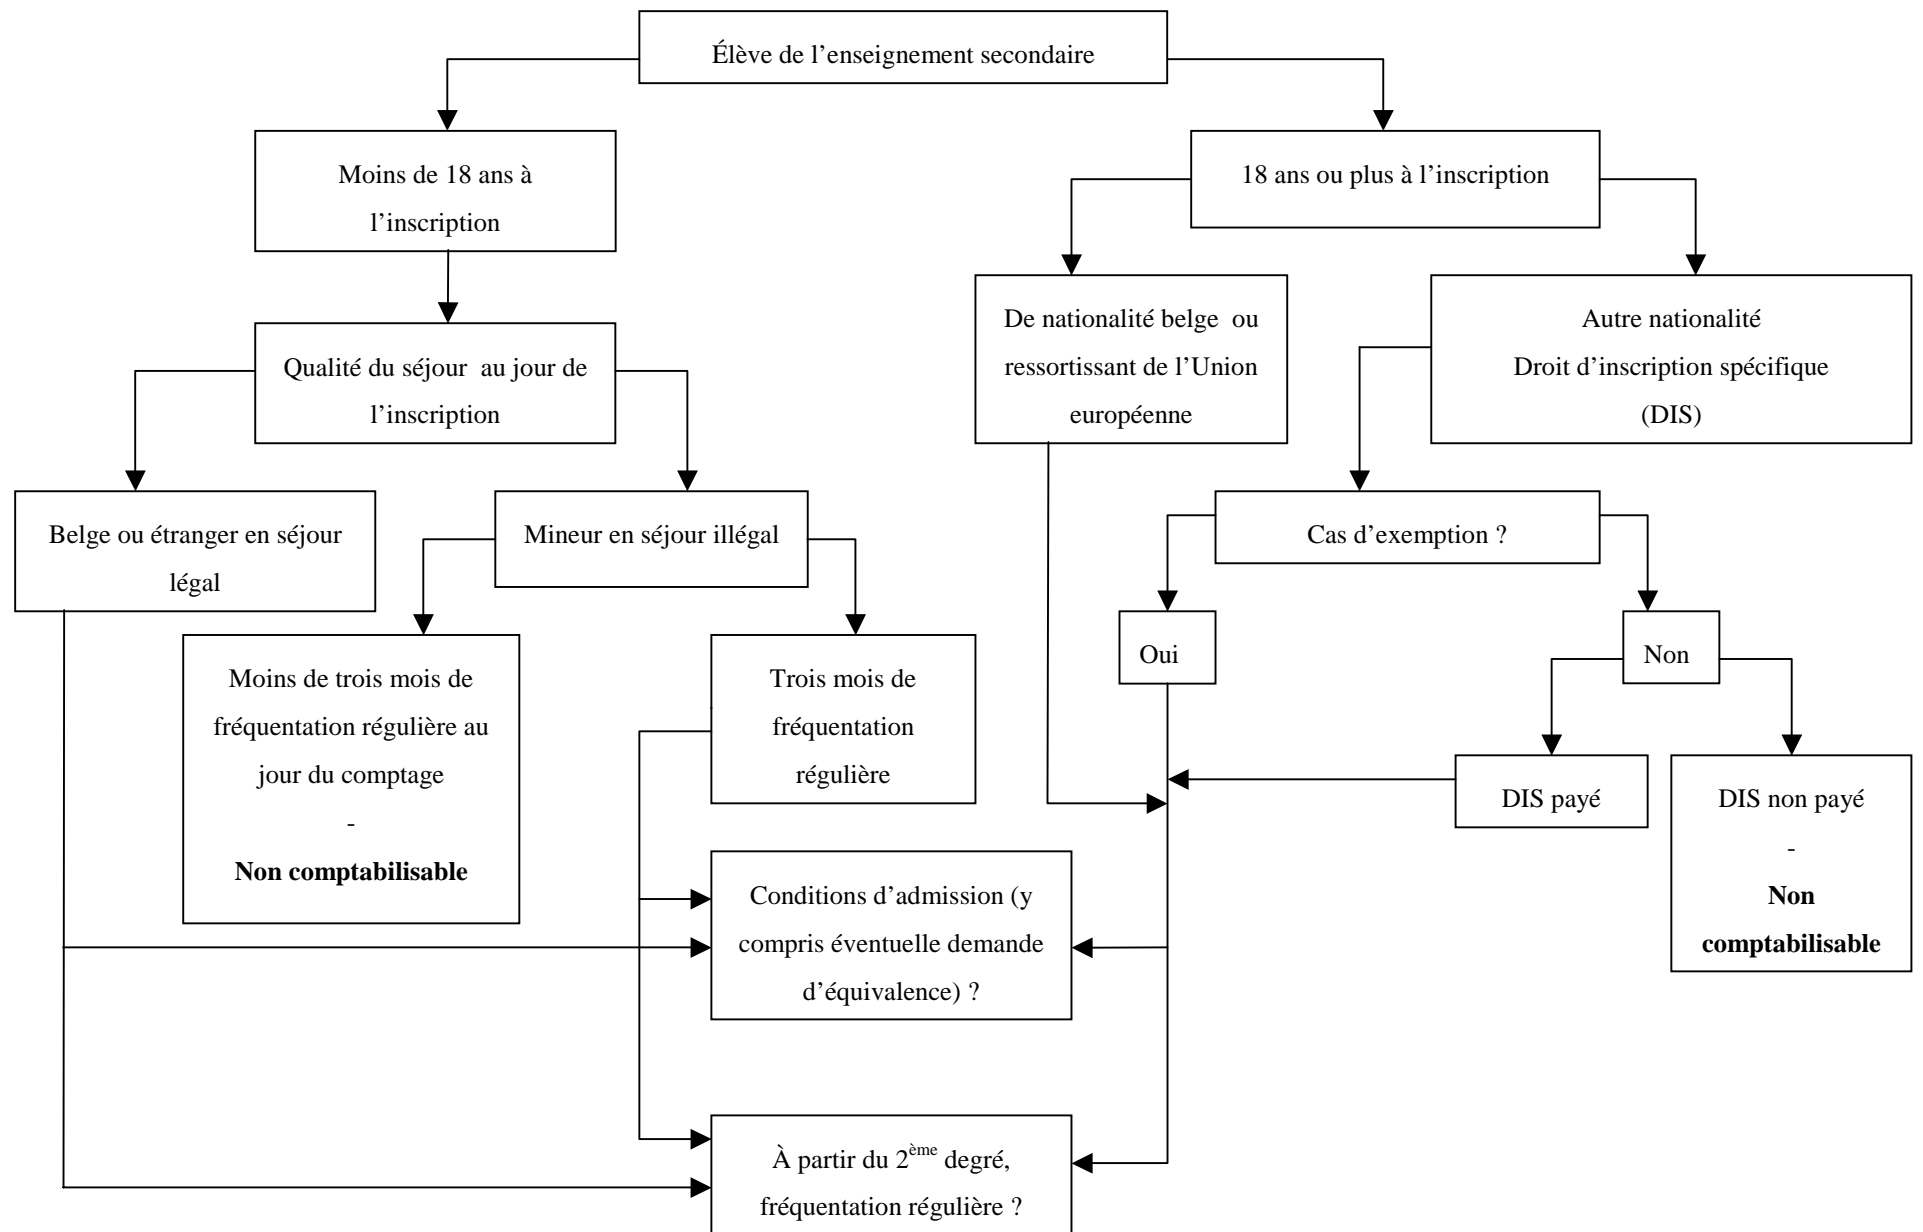 Élève de l’enseignement secondaire
Moins de 18 ans à
l’inscription
18 ans ou plus à l’inscription
Qualité du séjour  au jour de
l’inscription
De nationalité belge  ou
ressortissant de l’Union
européenne
Autre nationalité
Droit d’inscription spécifique
(DIS)
Belge ou étranger en séjour
légal
Mineur en séjour illégal
Cas d’exemption ?
Moins de trois mois de
fréquentation régulière au
jour du comptage
-
Non comptabilisable
Trois mois de
fréquentation
régulière
Oui
Non
DIS payé
DIS non payé
-
Non
comptabilisable
Conditions d’admission (y
compris éventuelle demande
d’équivalence) ?
À partir du 2ème degré,
fréquentation régulière ?